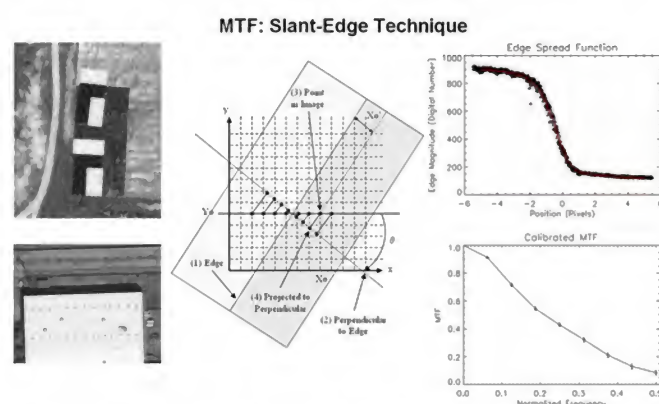 MTF: Slant-Edge Technique
Y
(3) Point
in Image
Xo'
Yo
θ
x
Xo
(1) Edge
(4) Projected to
Perpendicular
(2) Perpendicular
to Edge
Edge Spread Function
Edge Magnitude [Digital Number]
1000
800
600
400
200
0
-6
-4
-2
0
2
4
6
Position (Pixels)
Calibrated MTF
MTF
1.0
0.8
0.6
0.4
0.2
0.0
0.0
0.1
0.2
0.3
0.4
0.5
Normalized Frequency